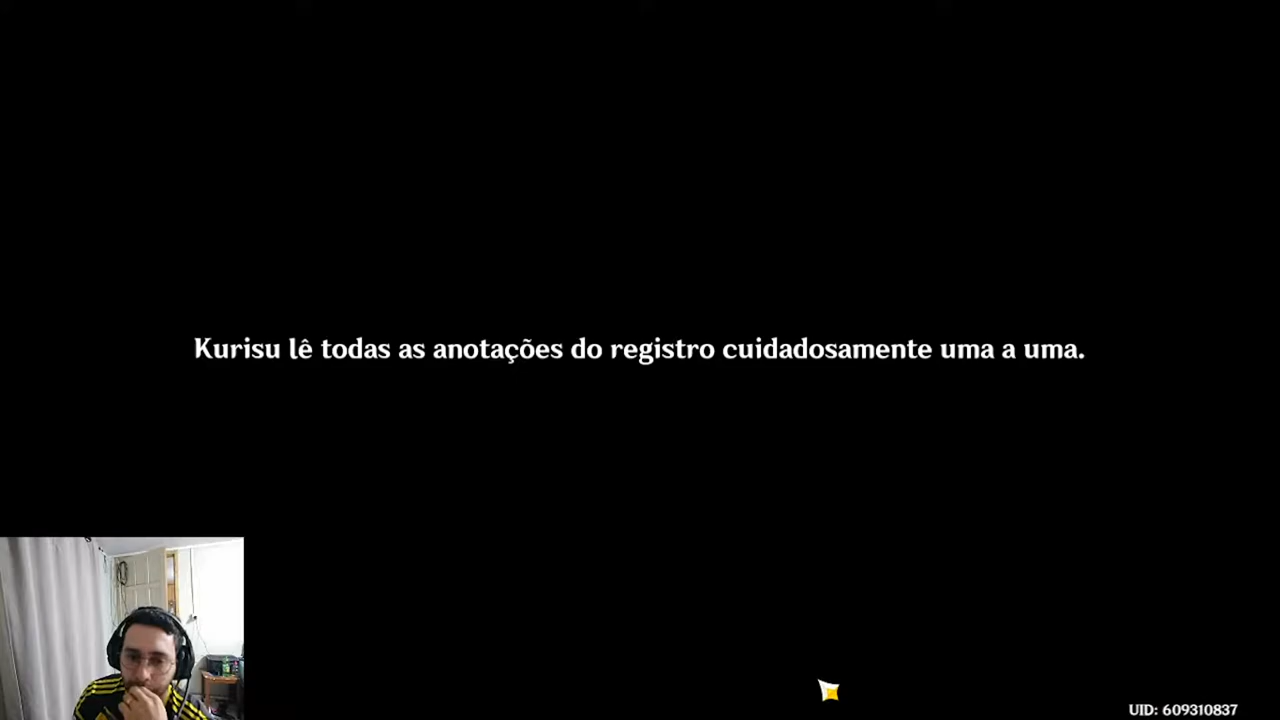 Kurisu lê todas as anotações do registro cuidadosamente uma a uma.
UID: 609310837